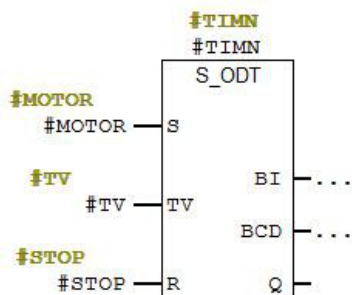 #TIMN
#TIMN
S_ODT
#MOTOR
#MOTOR S
#TV
BI ...
#TV TV
BCD ...
#STOP
#STOP R Q